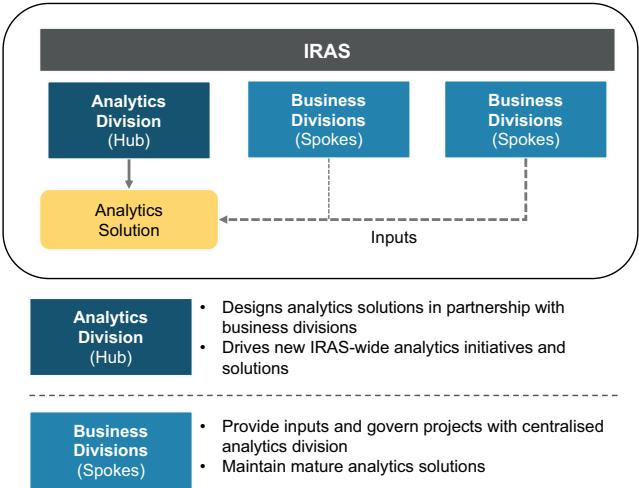 IRAS
Analytics
Division
(Hub)
Business
Divisions
(Spokes)
Business
Divisions
(Spokes)
Analytics
Solution
Inputs
Analytics
Division
(Hub)
• Designs analytics solutions in partnership with
business divisions
• Drives new IRAS-wide analytics initiatives and
solutions
Business
Divisions
(Spokes)
• Provide inputs and govern projects with centralised
analytics division
• Maintain mature analytics solutions